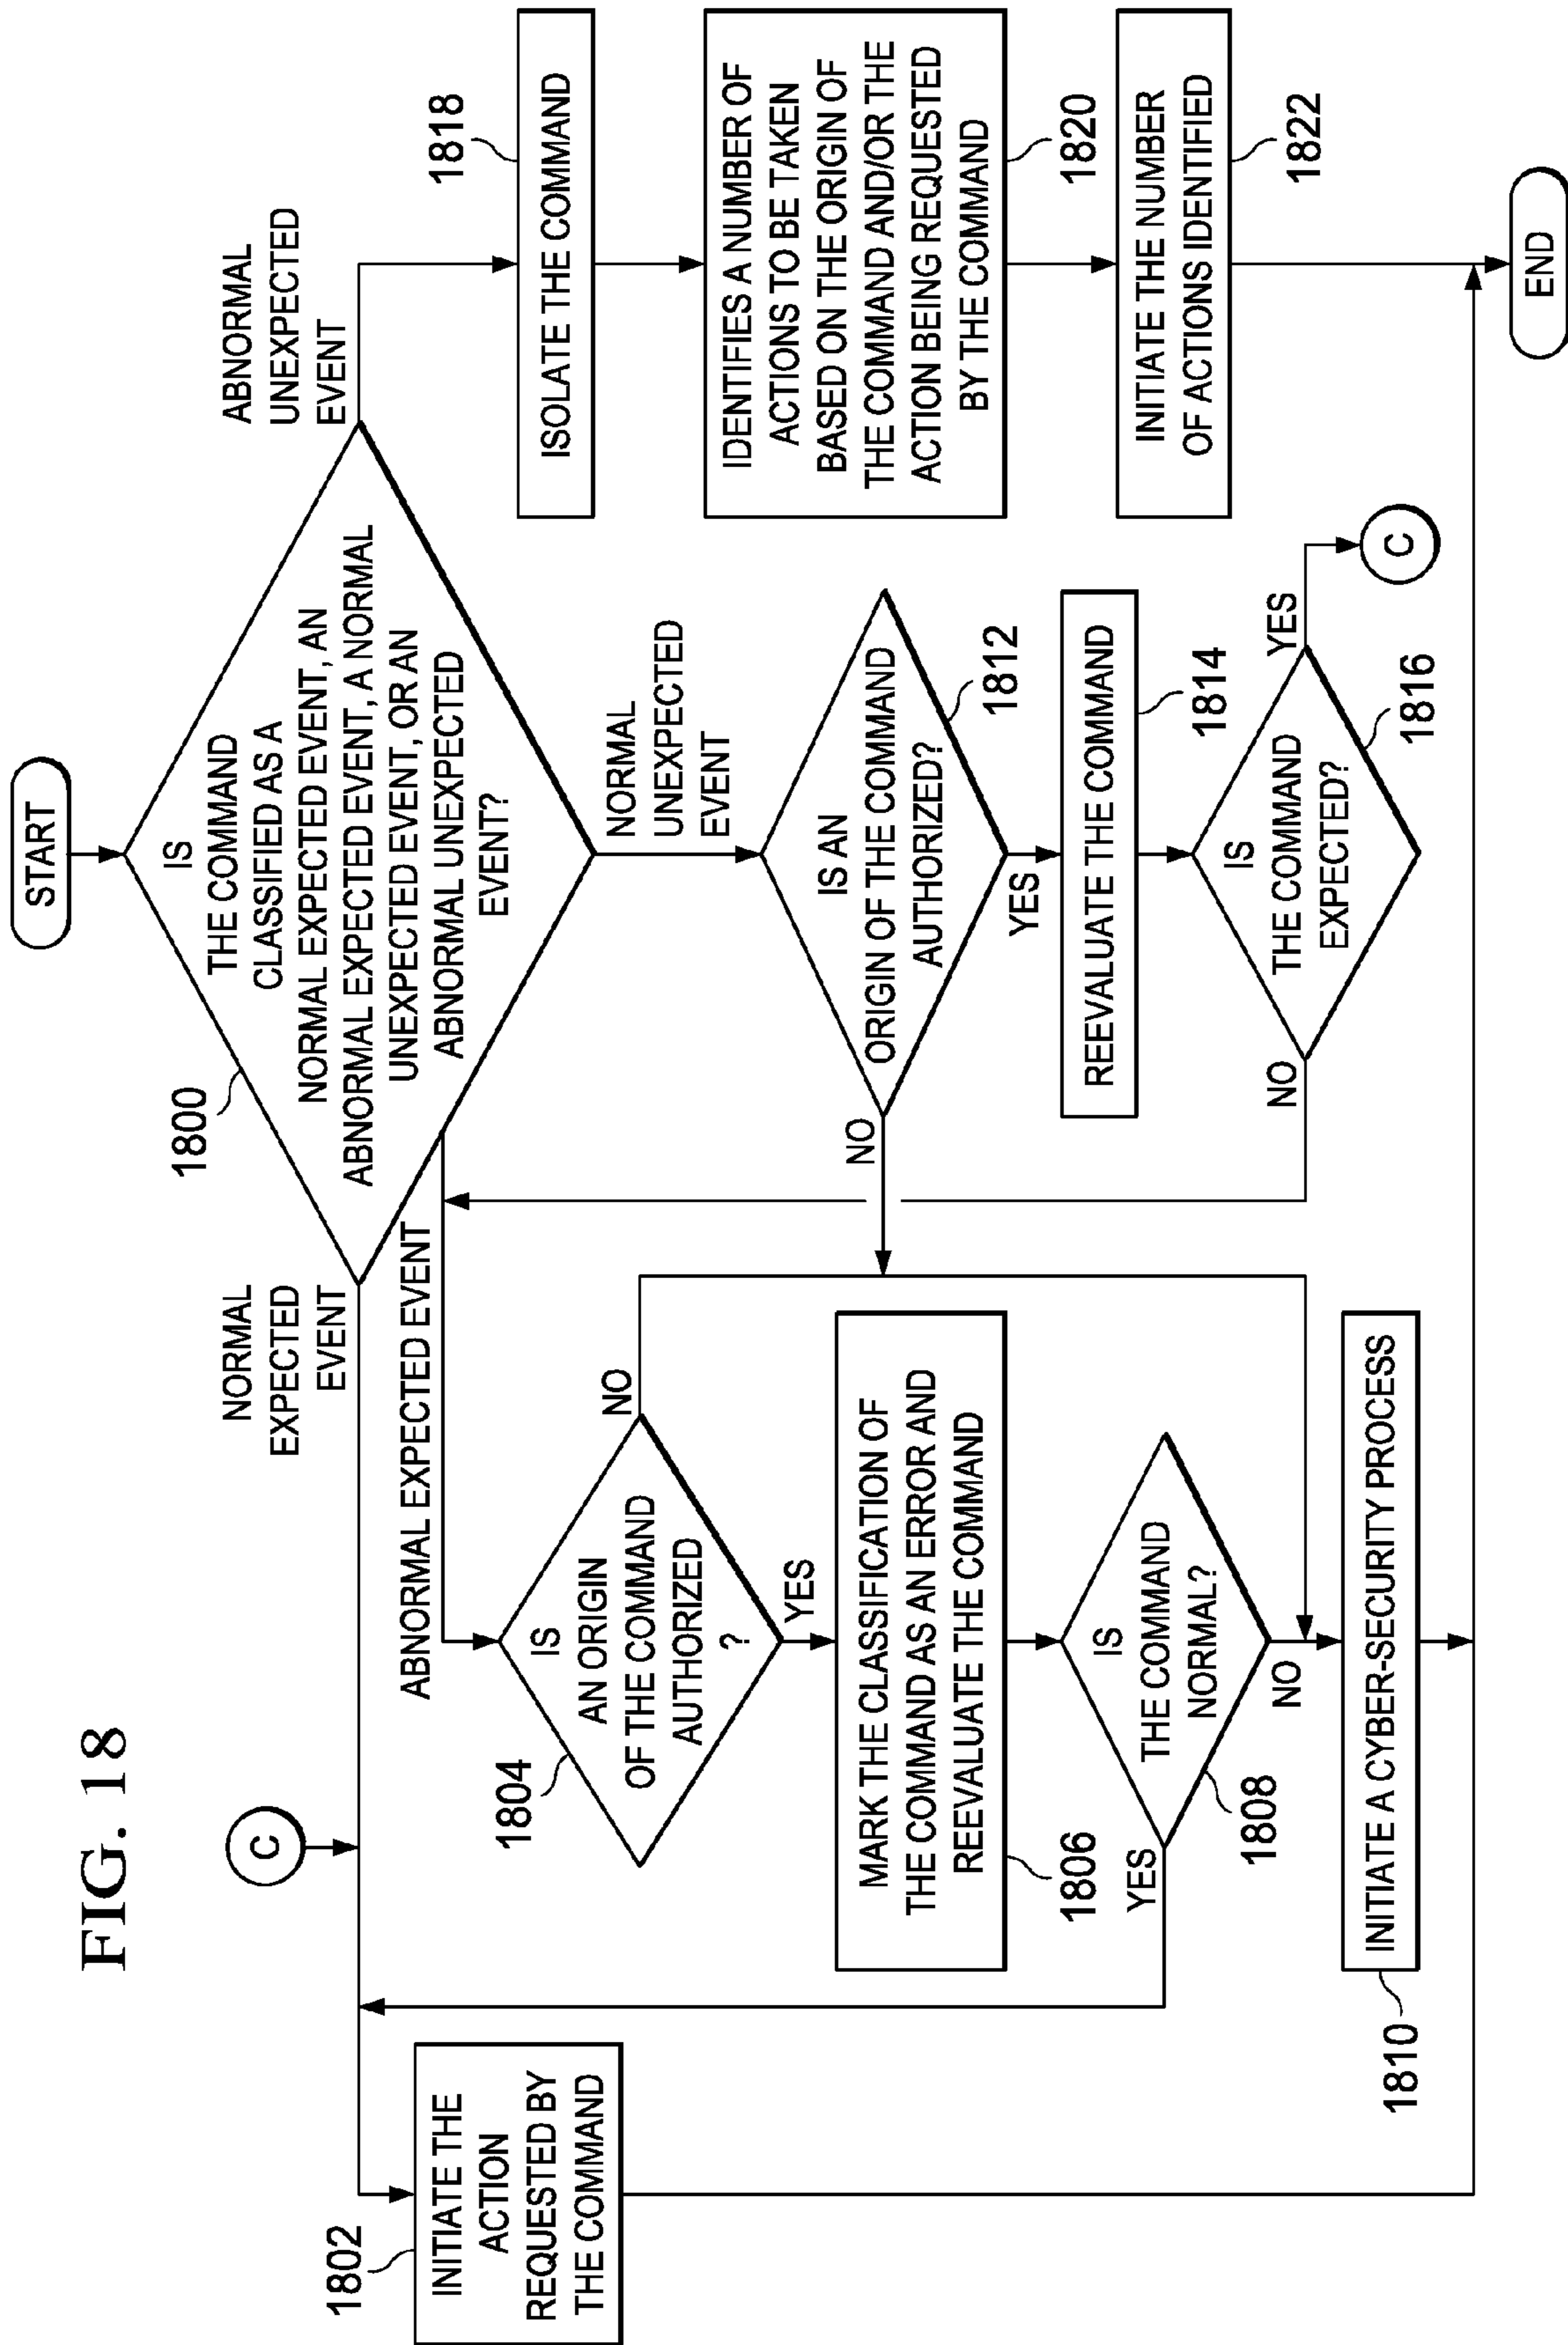 FIG. 18
START
IS
THE COMMAND
CLASSIFIED AS A
NORMAL EXPECTED EVENT, AN
ABNORMAL EXPECTED EVENT, A NORMAL
UNEXPECTED EVENT, OR AN
ABNORMAL UNEXPECTED
EVENT?
1800
NORMAL
EXPECTED
EVENT
C
1802
INITIATE THE
ACTION
REQUESTED BY
THE COMMAND
ABNORMAL EXPECTED EVENT
IS
AN ORIGIN
OF THE COMMAND
AUTHORIZED
?
1804
NO
YES
MARK THE CLASSIFICATION OF
THE COMMAND AS AN ERROR AND
REEVALUATE THE COMMAND
1806
IS
THE COMMAND
NORMAL?
1808
YES
NO
INITIATE A CYBER-SECURITY PROCESS
1810
NORMAL
UNEXPECTED
EVENT
IS AN
ORIGIN OF THE COMMAND
AUTHORIZED?
1812
NO
YES
REEVALUATE THE COMMAND
1814
IS
THE COMMAND
EXPECTED?
1816
NO
YES
C
ABNORMAL
UNEXPECTED
EVENT
1818
ISOLATE THE COMMAND
IDENTIFIES A NUMBER OF
ACTIONS TO BE TAKEN
BASED ON THE ORIGIN OF
THE COMMAND AND/OR THE
ACTION BEING REQUESTED
BY THE COMMAND
1820
INITIATE THE NUMBER
OF ACTIONS IDENTIFIED
1822
END